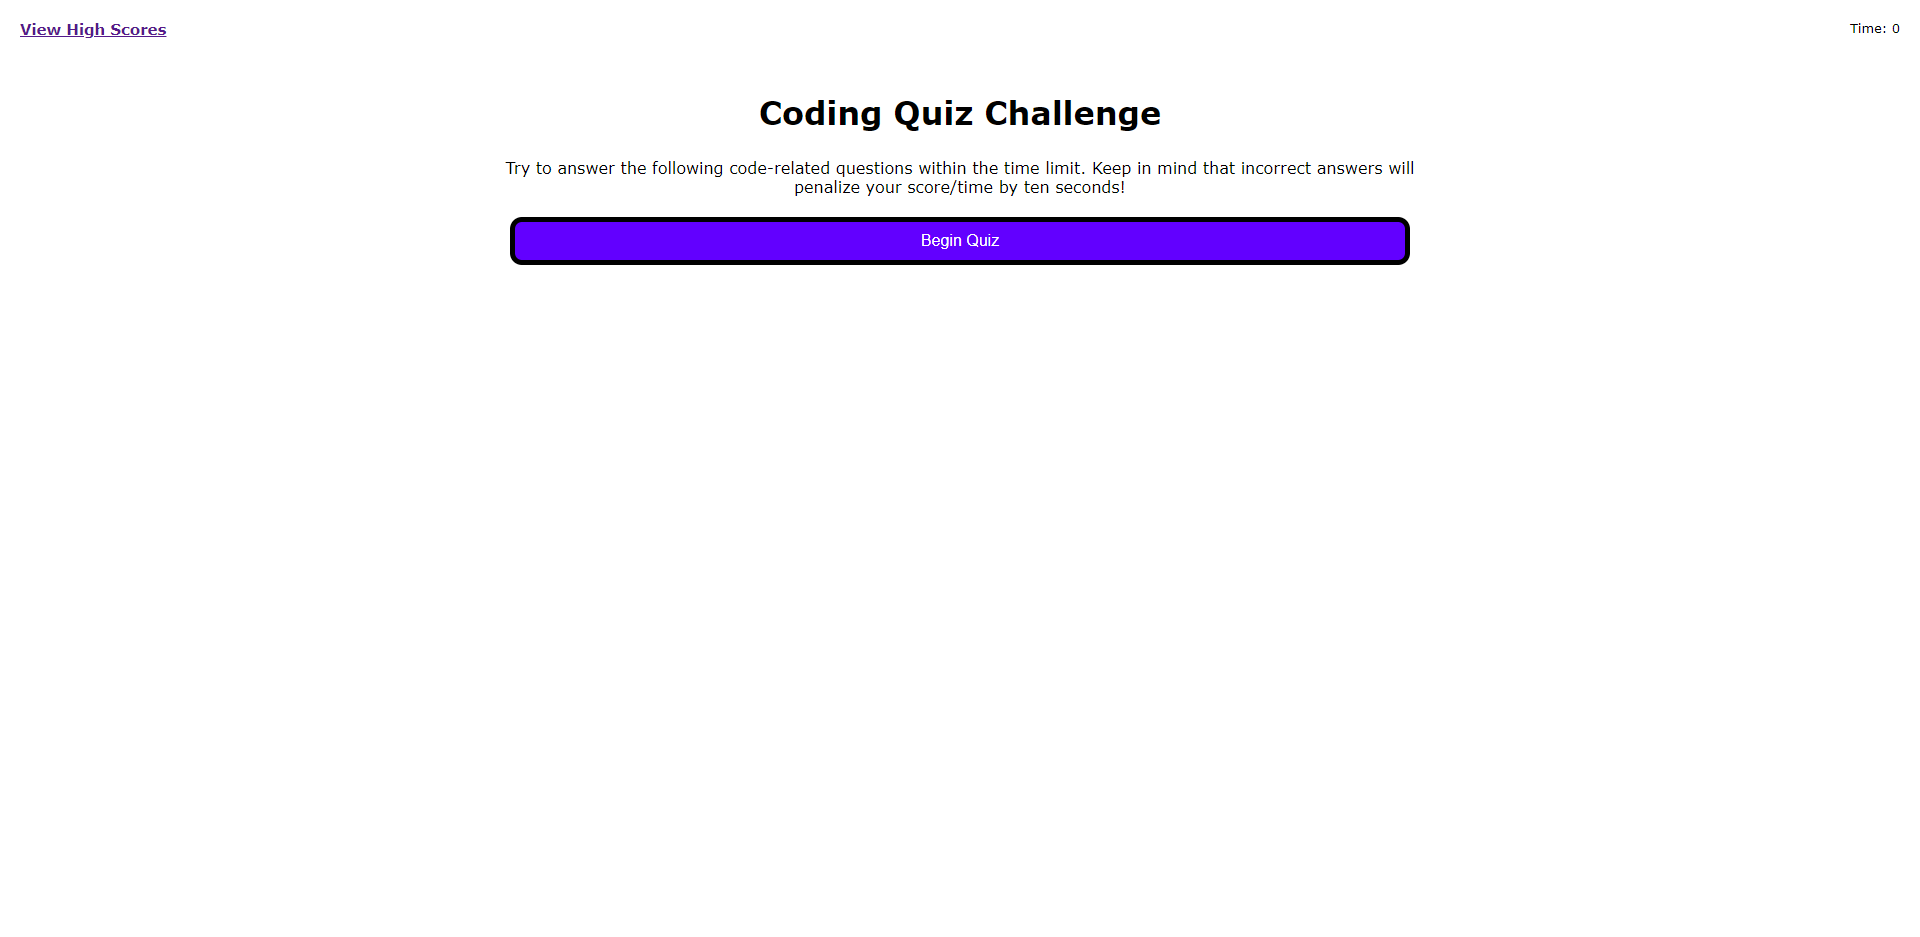 View High Scores
Time: 0
Coding Quiz Challenge
Try to answer the following code-related questions within the time limit. Keep in mind that incorrect answers will
penalize your score/time by ten seconds!
Begin Quiz